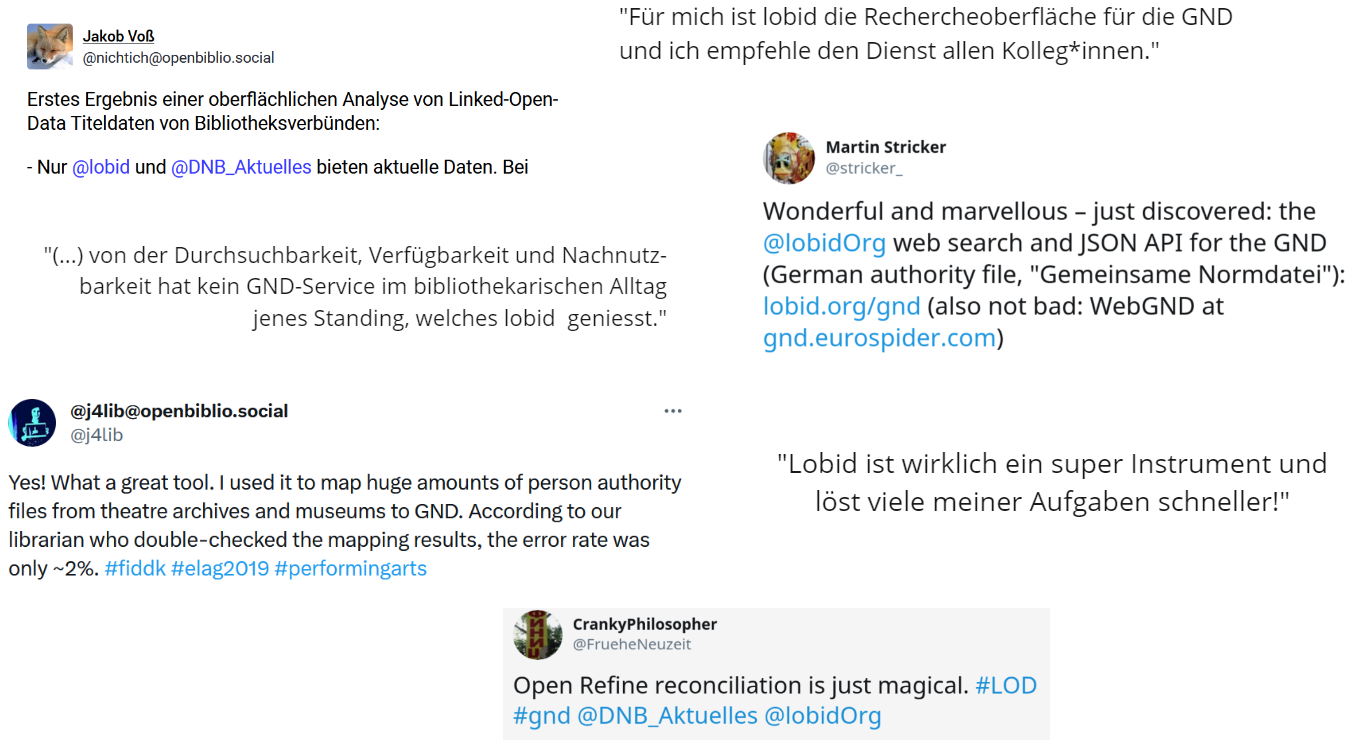 "Für mich ist lobid die Rechercheoberfläche für die GND
und ich empfehle den Dienst allen Kolleg*innen."
Jakob Voß
@nichtich@openbiblio.social
Erstes Ergebnis einer oberflächlichen Analyse von Linked-Open-
Data Titeldaten von Bibliotheksverbünden:
- Nur @lobid und @DNB_Aktuelles bieten aktuelle Daten. Bei
Martin Stricker
@stricker_
Wonderful and marvellous – just discovered: the
@lobidOrg web search and JSON API for the GND
(German authority file, "Gemeinsame Normdatei"):
lobid.org/gnd (also not bad: WebGND at
gnd.eurospider.com)
"(...) von der Durchsuchbarkeit, Verfügbarkeit und Nachnutz-
barkeit hat kein GND-Service im bibliothekarischen Alltag
jenes Standing, welches lobid  geniesst."
@j4lib@openbiblio.social
@j4lib
Yes! What a great tool. I used it to map huge amounts of person authority
files from theatre archives and museums to GND. According to our
librarian who double-checked the mapping results, the error rate was
only ~2%. #fiddk #elag2019 #performingarts
"Lobid ist wirklich ein super Instrument und
löst viele meiner Aufgaben schneller!"
CrankyPhilosopher
@FrueheNeuzeit
Open Refine reconciliation is just magical. #LOD
#gnd @DNB_Aktuelles @lobidOrg